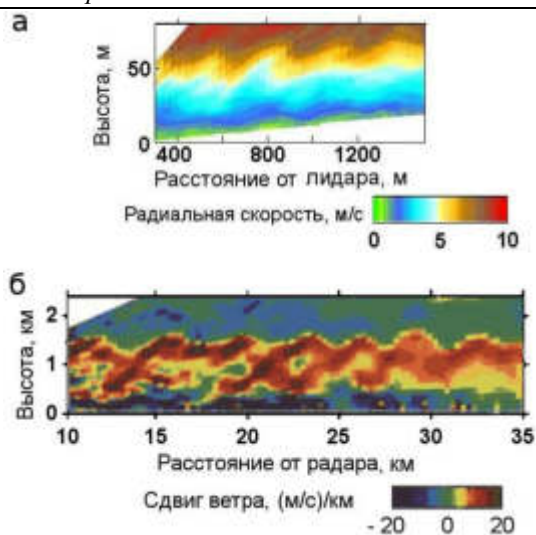 а
Высота, м
50
0
400 800 1200
Расстояние от лидара, м
Радиальная скорость, м/с
0 5 10
б
Высота, км
2
1
0
10 15 20 25 30 35
Расстояние от радара, км
Сдвиг ветра, (м/с)/км
- 20 0 20